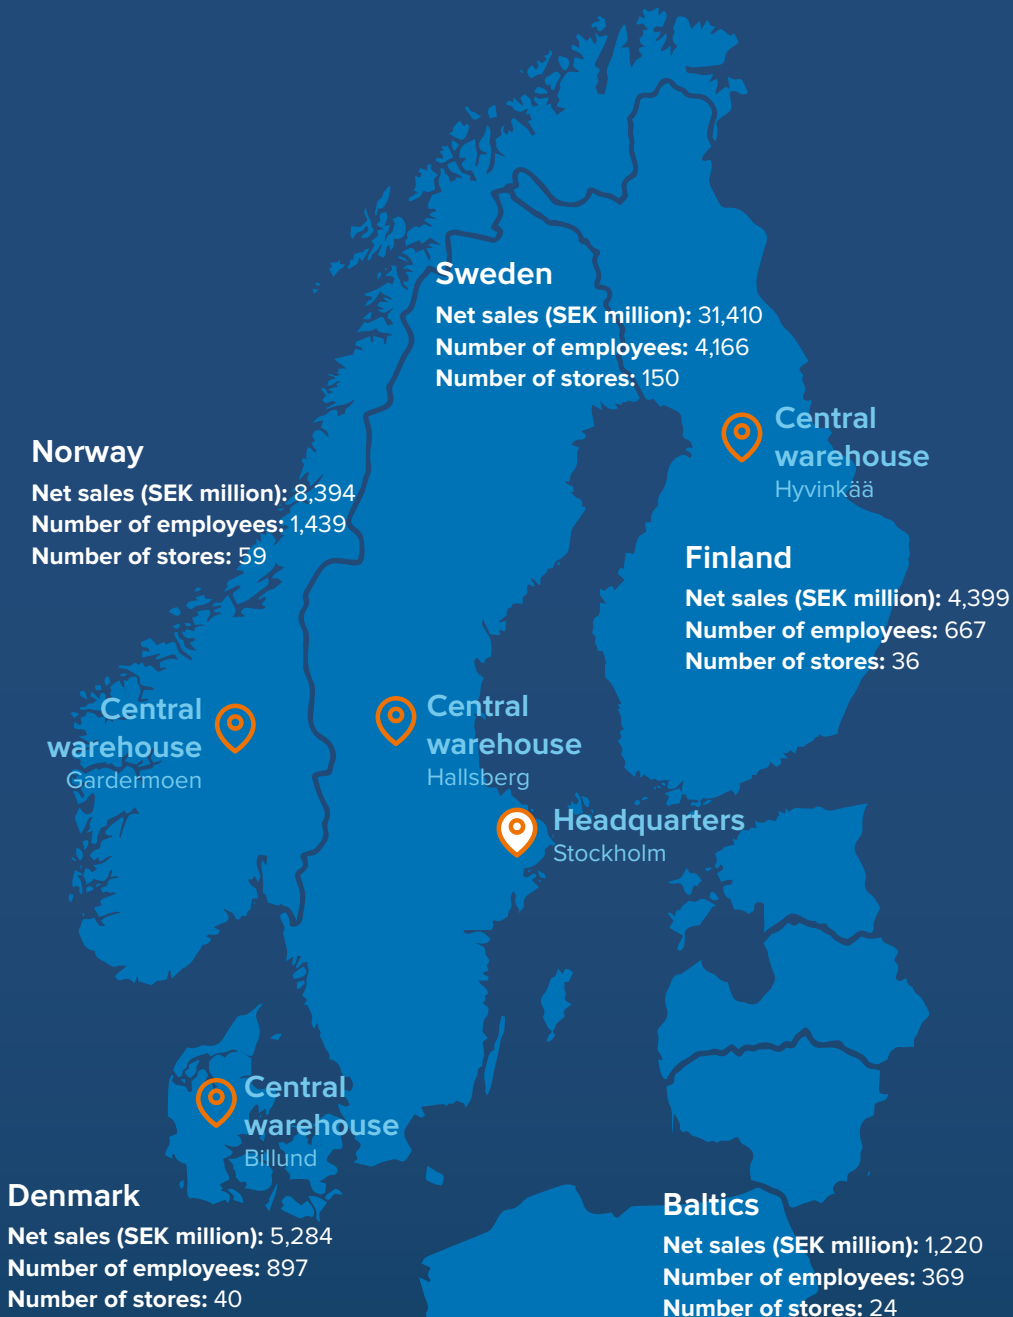 Sweden
Net sales (SEK million): 31,410
Number of employees: 4,166
Number of stores: 150
Central
warehouse
Hyvinkää
Norway
Net sales (SEK million): 8,394
Number of employees: 1,439
Number of stores: 59
Finland
Net sales (SEK million): 4,399
Number of employees: 667
Number of stores: 36
Central
warehouse
Gardermoen
Central
warehouse
Hallsberg
Headquarters
Stockholm
Central
warehouse
Billund
Denmark
Net sales (SEK million): 5,284
Number of employees: 897
Number of stores: 40
Baltics
Net sales (SEK million): 1,220
Number of employees: 369
Number of stores: 24